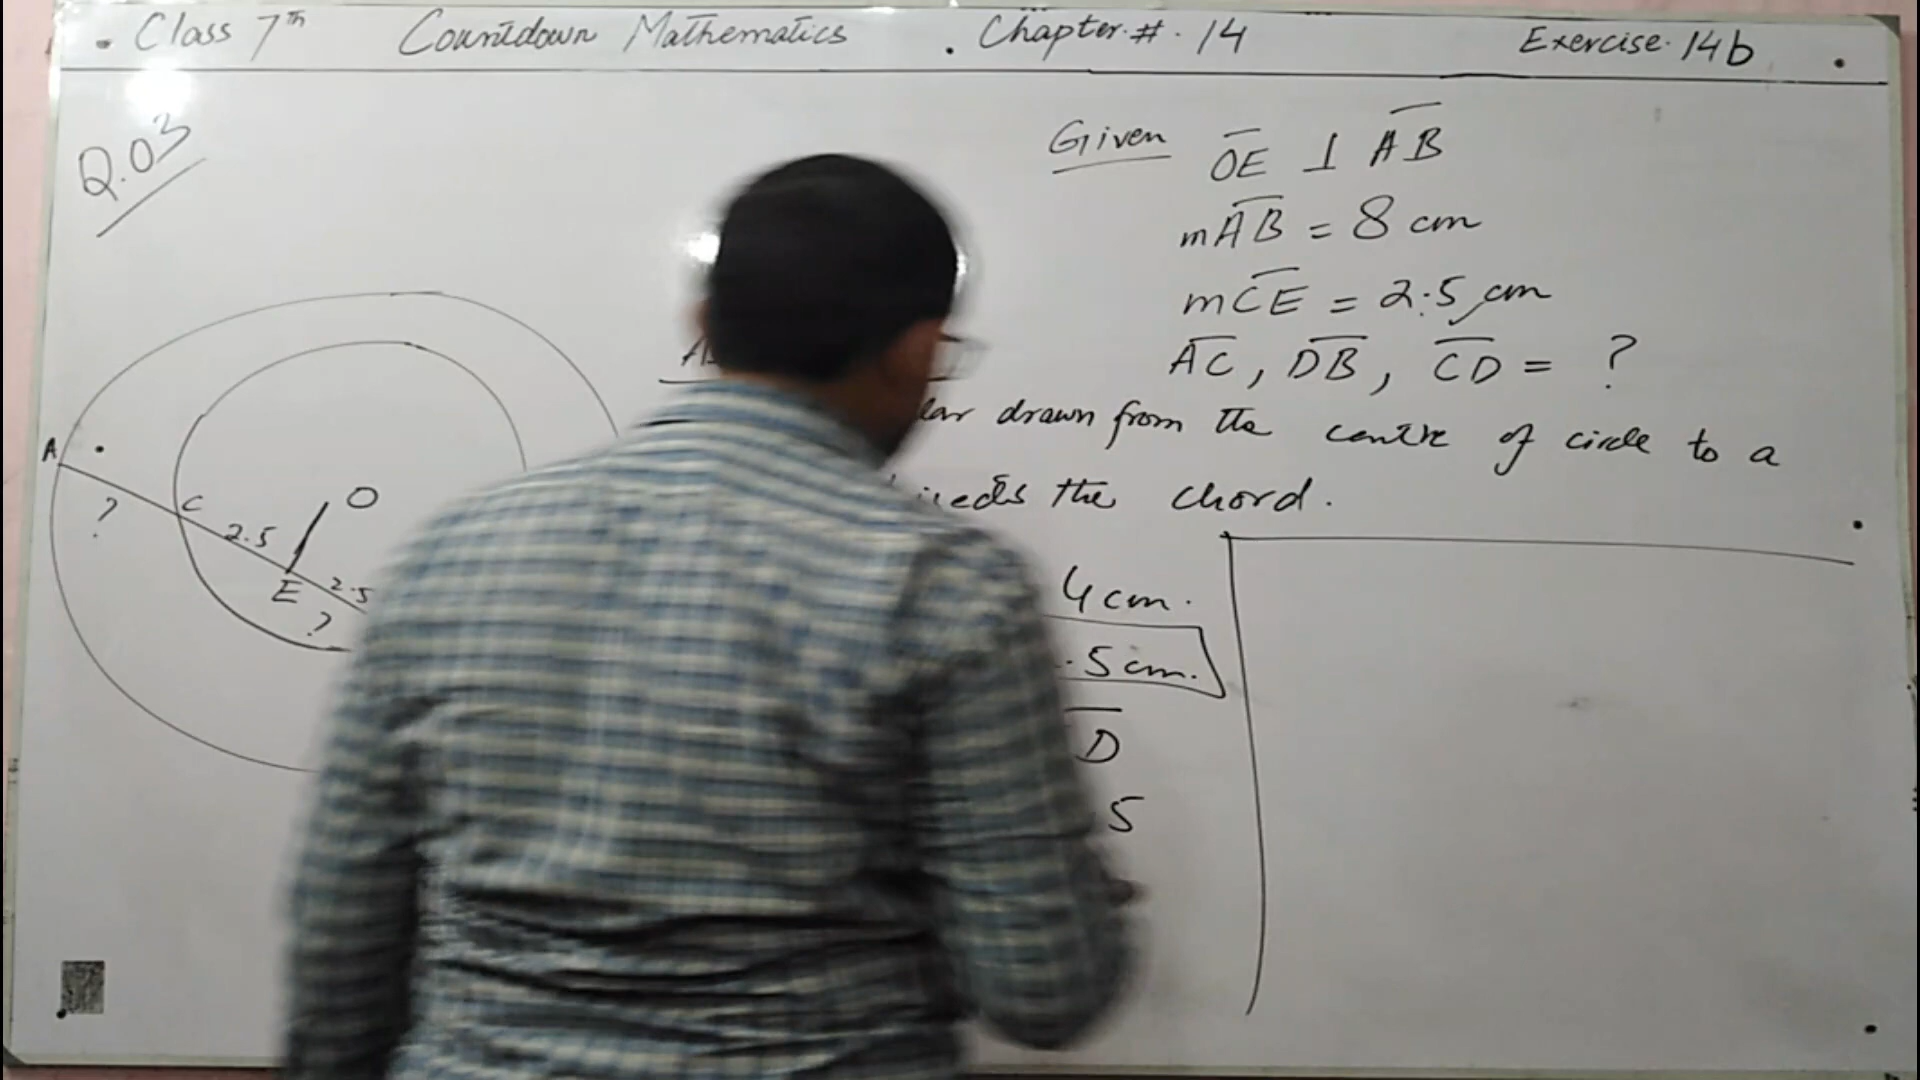 . Class 7th Countdown Mathematics . Chapter # . 14 Exercise. 14b .
Q.03
Given OE ⊥ AB
mAB = 8 cm
mCE = 2.5 cm
AC, DB, CD = ?
drawn from the centre of circle to a
the chord.
4 cm.
.5 cm.
D
5
A
?
C
2.5
O
E
2.5
?